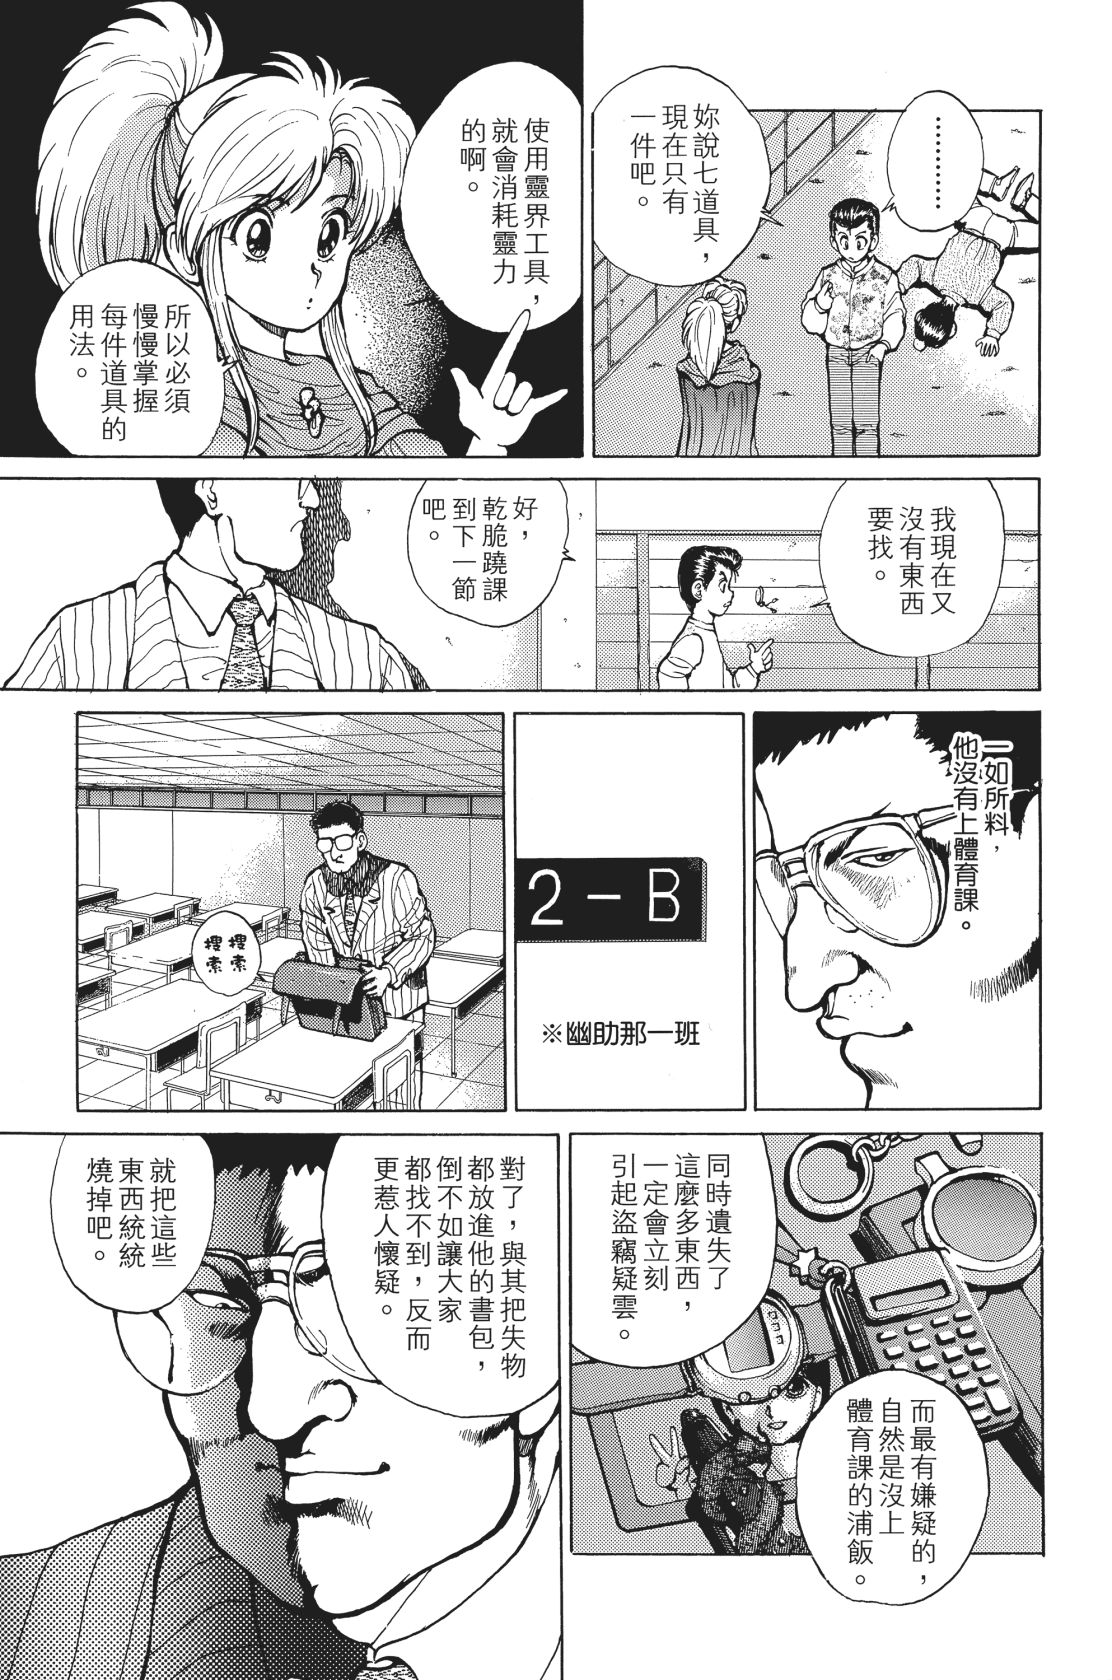 …………
妳說七道具，
現在只有
一件吧。
使用靈界工具，
就會消耗靈力
的啊。
所以必須
慢慢掌握
每件道具的
用法。
我現在又
沒有東西
要找。
好，
乾脆蹺課
到下一節
吧。
一如所料，
他沒有上體育課。
2-B
※幽助那一班
搜索
搜索
同時遺失了
這麼多東西，
一定會立刻
引起盜竊疑雲。
而最有嫌疑的，
自然是沒上
體育課的浦飯。
對了，與其把失物
都放進他的書包，
倒不如讓大家
都找不到，反而
更惹人懷疑。
就把這些
東西統統
燒掉吧。